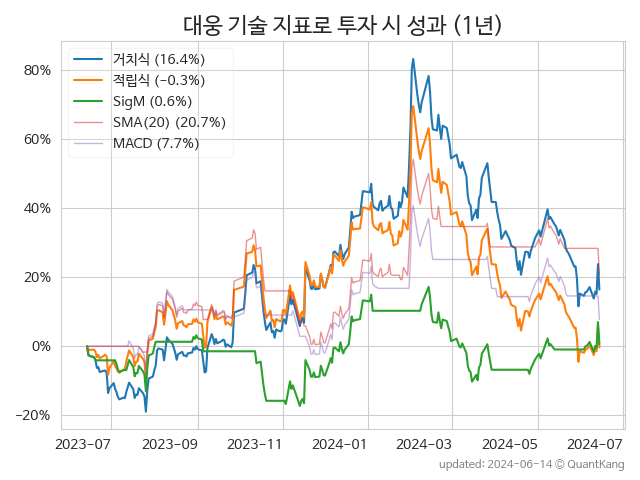 대웅 기술 지표로 투자 시 성과 (1년)
거치식 (16.4%)
적립식 (−0.3%)
SigM (0.6%)
SMA(20) (20.7%)
MACD (7.7%)
80%
60%
40%
20%
0%
−20%
2023-07 2023-09 2023-11 2024-01 2024-03 2024-05 2024-07
updated: 2024-06-14 © QuantKang